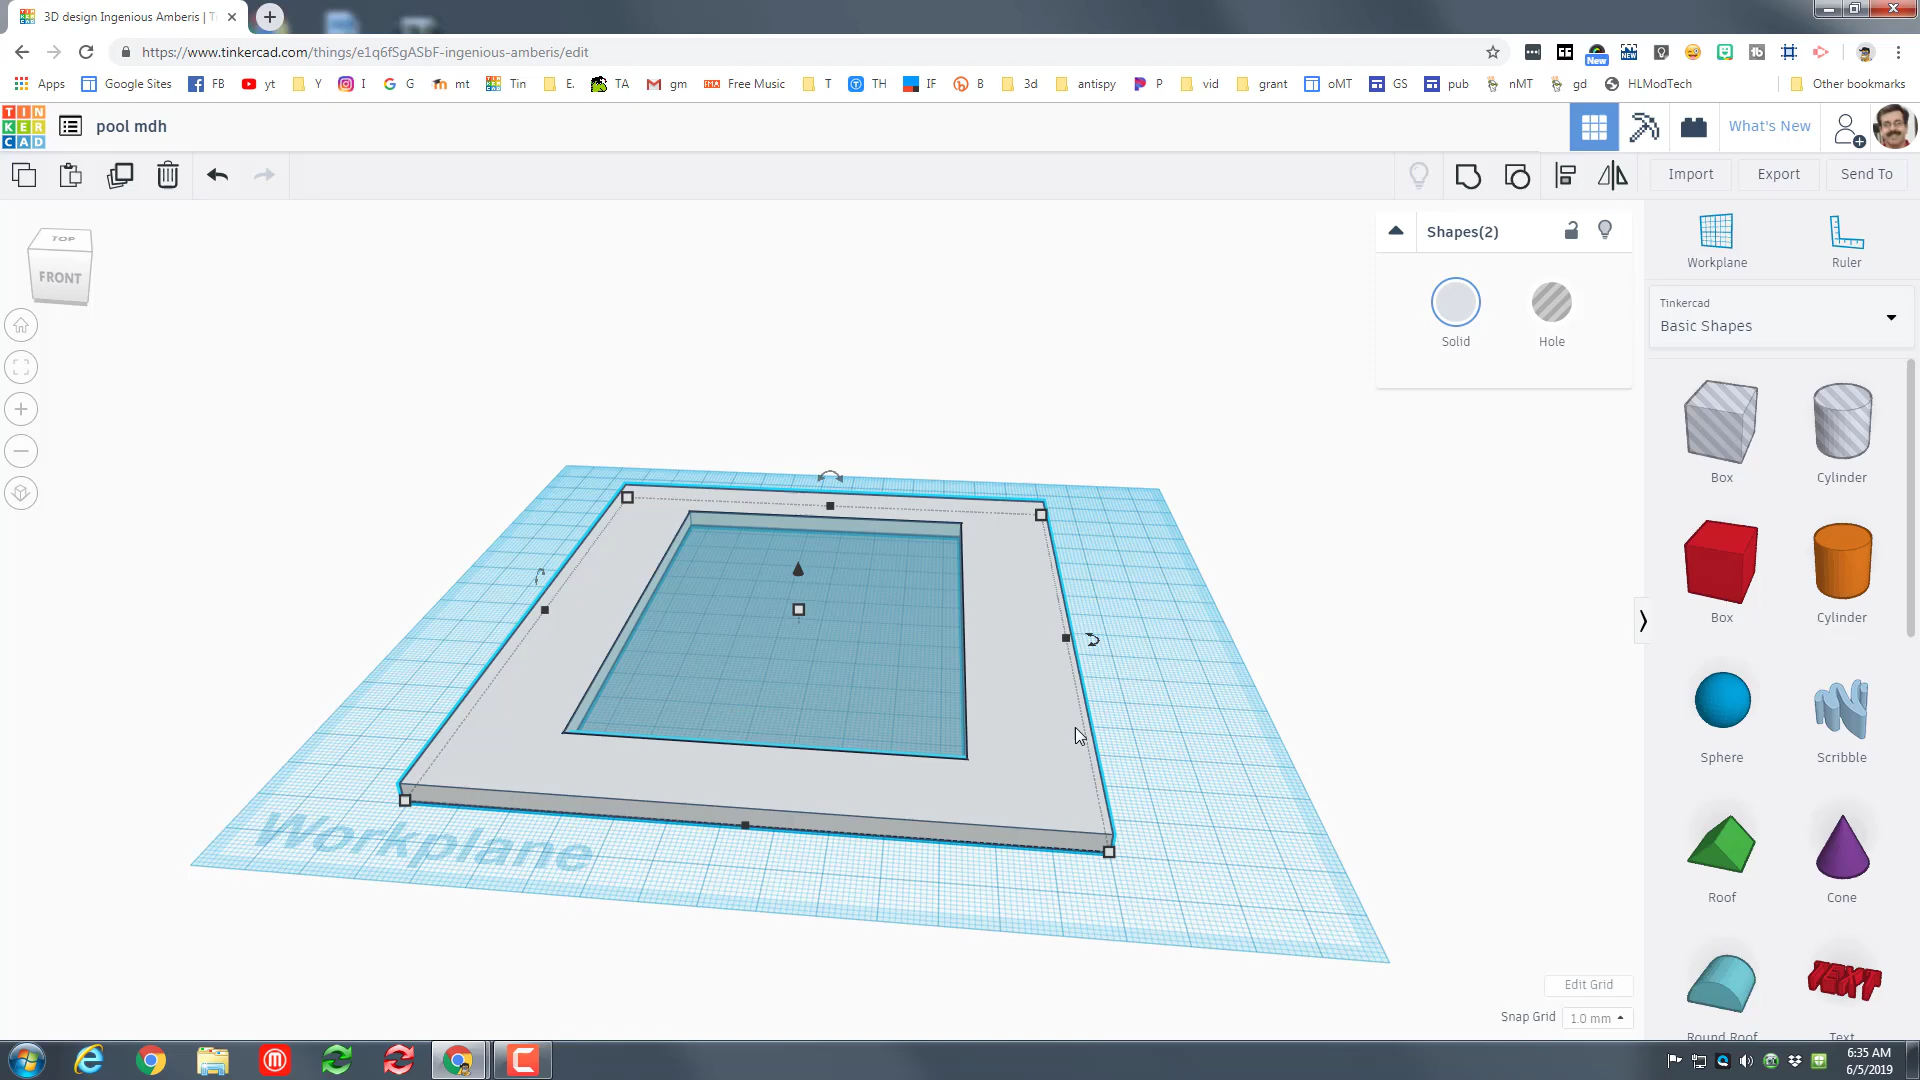 3D design Ingenious Amberis | T
https://www.tinkercad.com/things/e1q6fSgASbF-ingenious-amberis/edit
New
NEW
Apps
Google Sites
FB
yt
Y
I
G
mt
Tin
E.
TA
gm
Free Music
T
TH
IF
B
3d
antispy
P
vid
grant
oMT
GS
pub
nMT
gd
HLModTech
Other bookmarks
TIN
KER
CAD
pool mdh
What's New
Import
Export
Send To
TOP
FRONT
Shapes(2)
Solid
Hole
Workplane
Ruler
Tinkercad
Basic Shapes
Box
Cylinder
Box
Cylinder
Sphere
Scribble
Roof
Cone
Round Roof
TEXT
Text
Workplane
Edit Grid
Snap Grid
1.0 mm
6:35 AM
6/5/2019